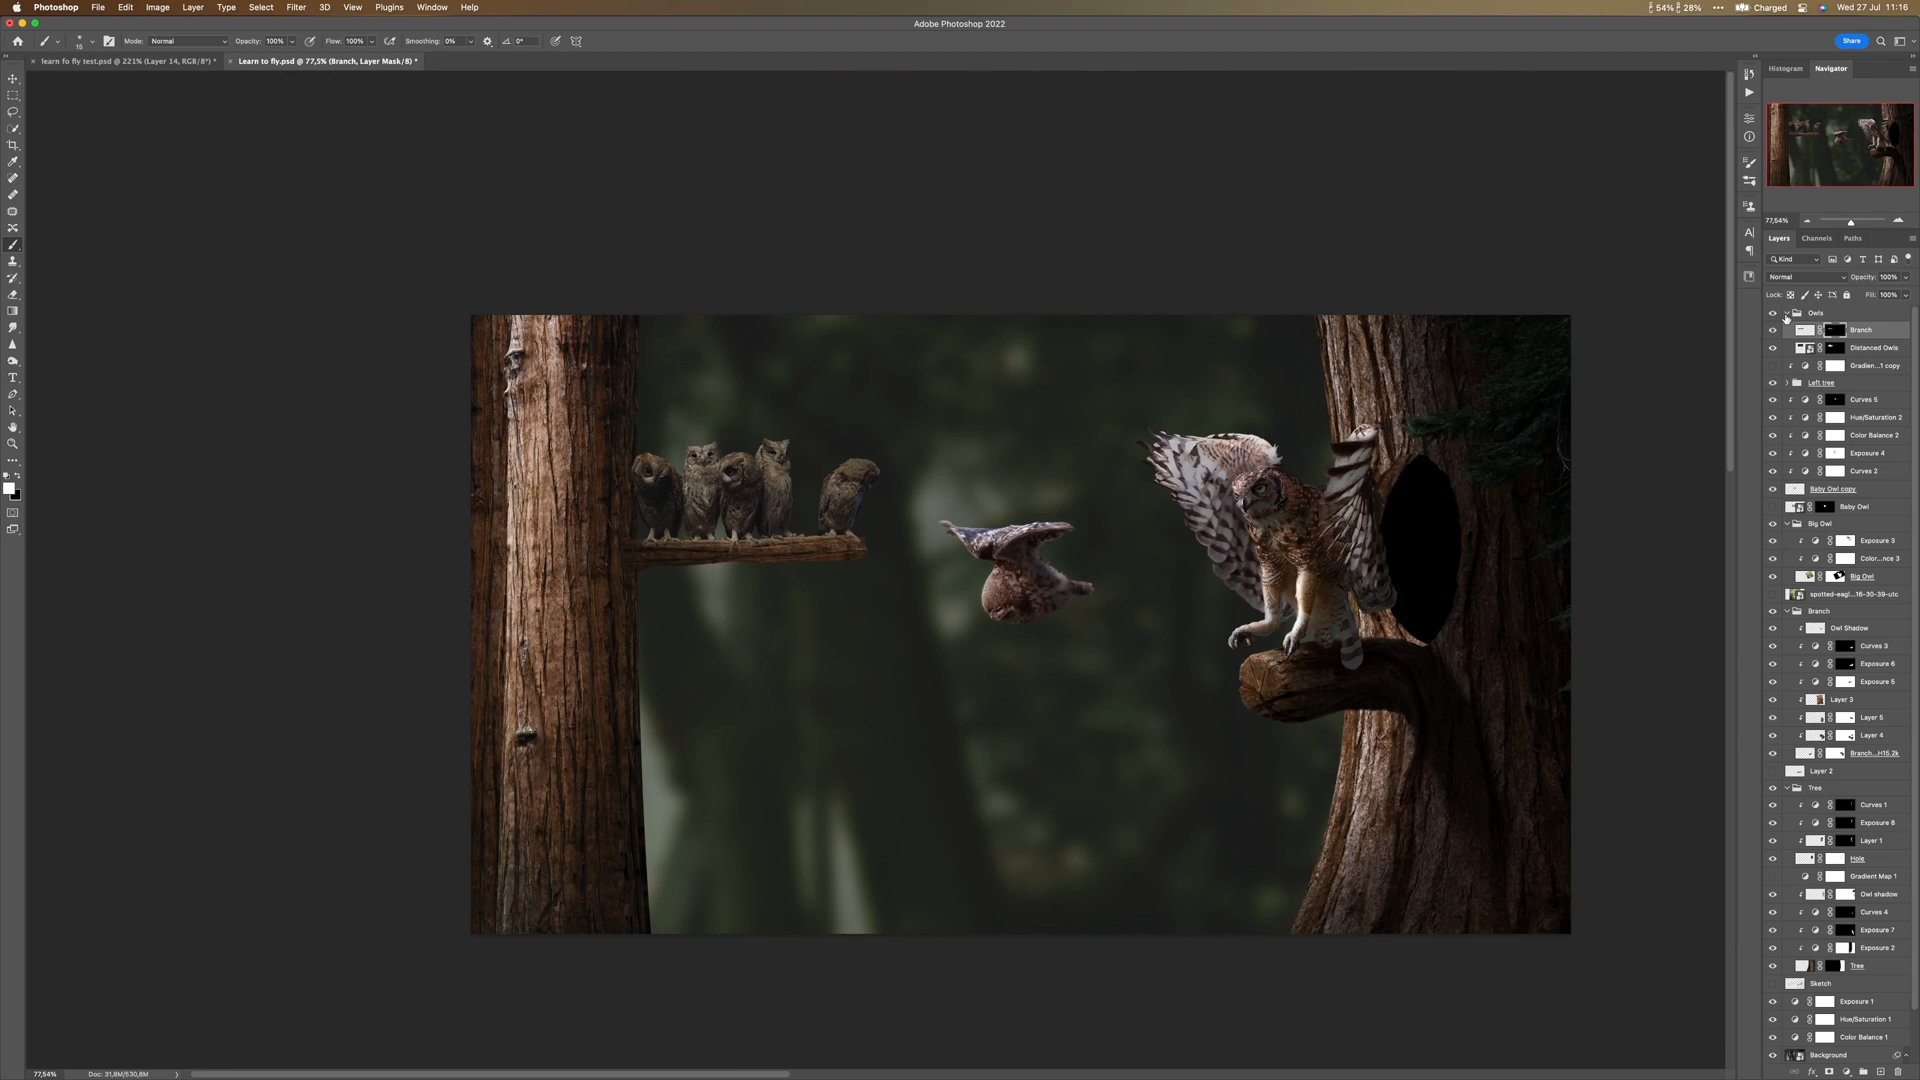 Photoshop File Edit Image Layer Type Select Filter 3D View Plugins Window Help
54% 28% Charged Wed 27 Jul 11:16
Adobe Photoshop 2022
15 Mode: Normal Opacity: 100% Flow: 100% Smoothing: 0% 0° Share
learn fo fly test.psd @ 221% (Layer 14, RGB/8*) * Learn to fly.psd @ 77,5% (Branch, Layer Mask/8) *
Histogram Navigator
77,54%
Layers Channels Paths
Kind
Normal Opacity: 100%
Lock: Fill: 100%
Owls
Branch
Distanced Owls
Gradien...1 copy
Left tree
Curves 5
Hue/Saturation 2
Color Balance 2
Exposure 4
Curves 2
Baby Owl copy
Baby Owl
Big Owl
Exposure 3
Color...nce 3
Big Owl
spotted-eagl...16-30-39-utc
Branch
Owl Shadow
Curves 3
Exposure 6
Exposure 5
Layer 3
Layer 5
Layer 4
Branch...H15.2k
Layer 2
Tree
Curves 1
Exposure 8
Layer 1
Hole
Gradient Map 1
Owl shadow
Curves 4
Exposure 7
Exposure 2
Tree
Sketch
Exposure 1
Hue/Saturation 1
Color Balance 1
Background
77,54% Doc: 31,8M/530,8M